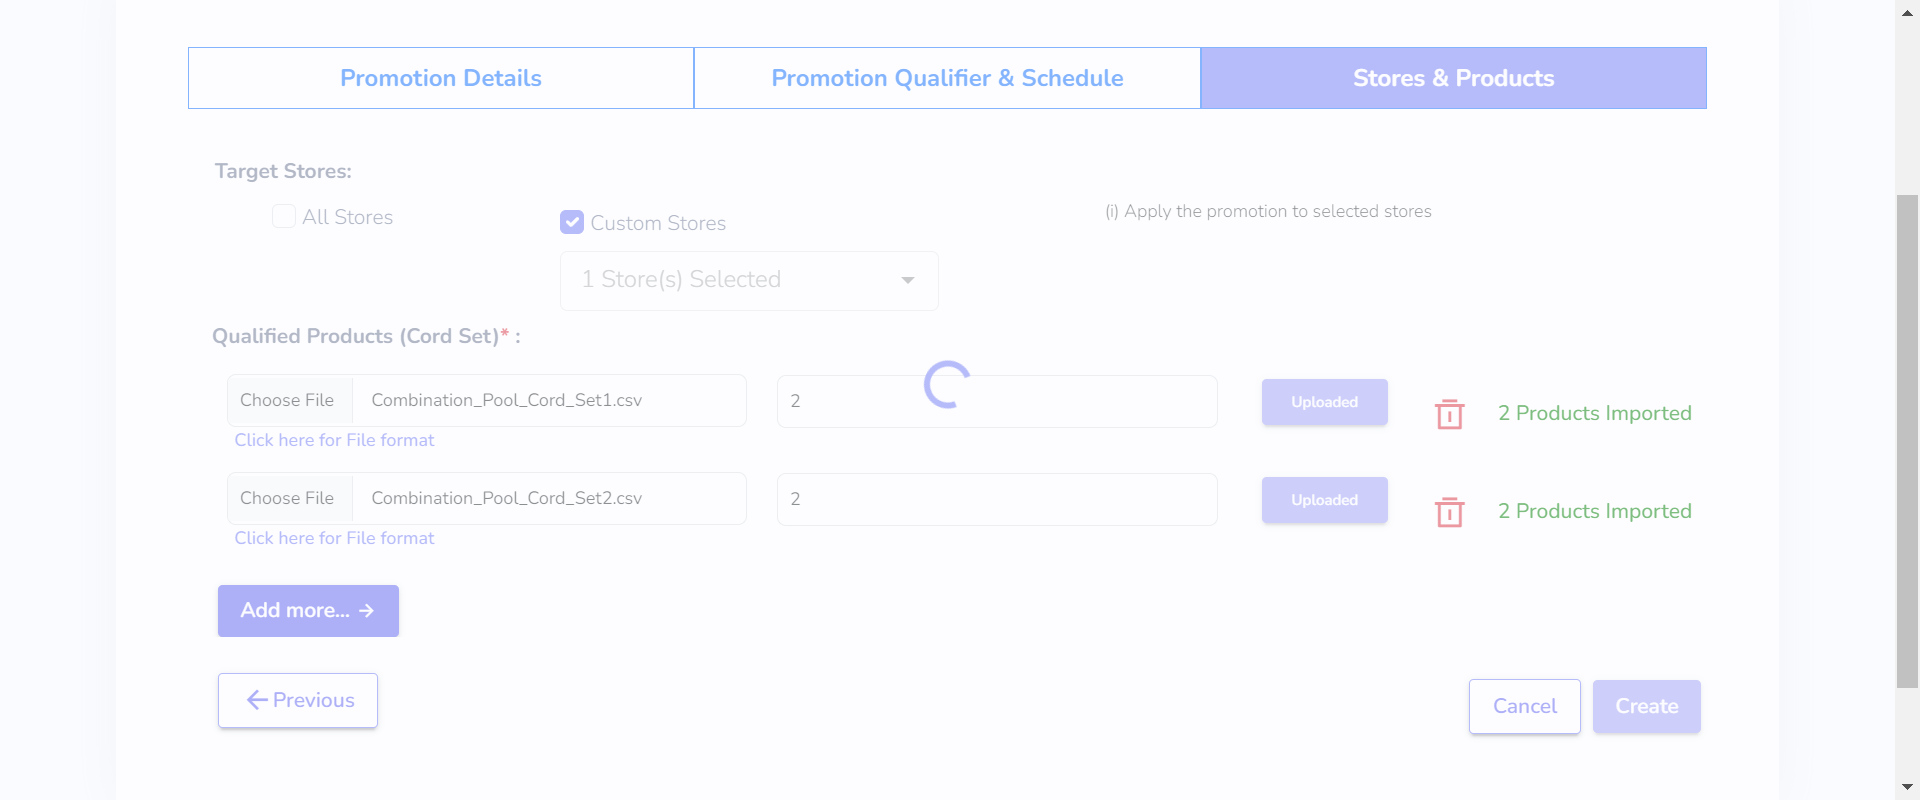 Promotion Details
Promotion Qualifier & Schedule
Stores & Products
Target Stores:
All Stores
Custom Stores
(i) Apply the promotion to selected stores
1 Store(s) Selected
Qualified Products (Cord Set)* :
Choose File Combination_Pool_Cord_Set1.csv
2
Uploaded
2 Products Imported
Click here for File format
Choose File Combination_Pool_Cord_Set2.csv
2
Uploaded
2 Products Imported
Click here for File format
Add more... →
← Previous
Cancel
Create